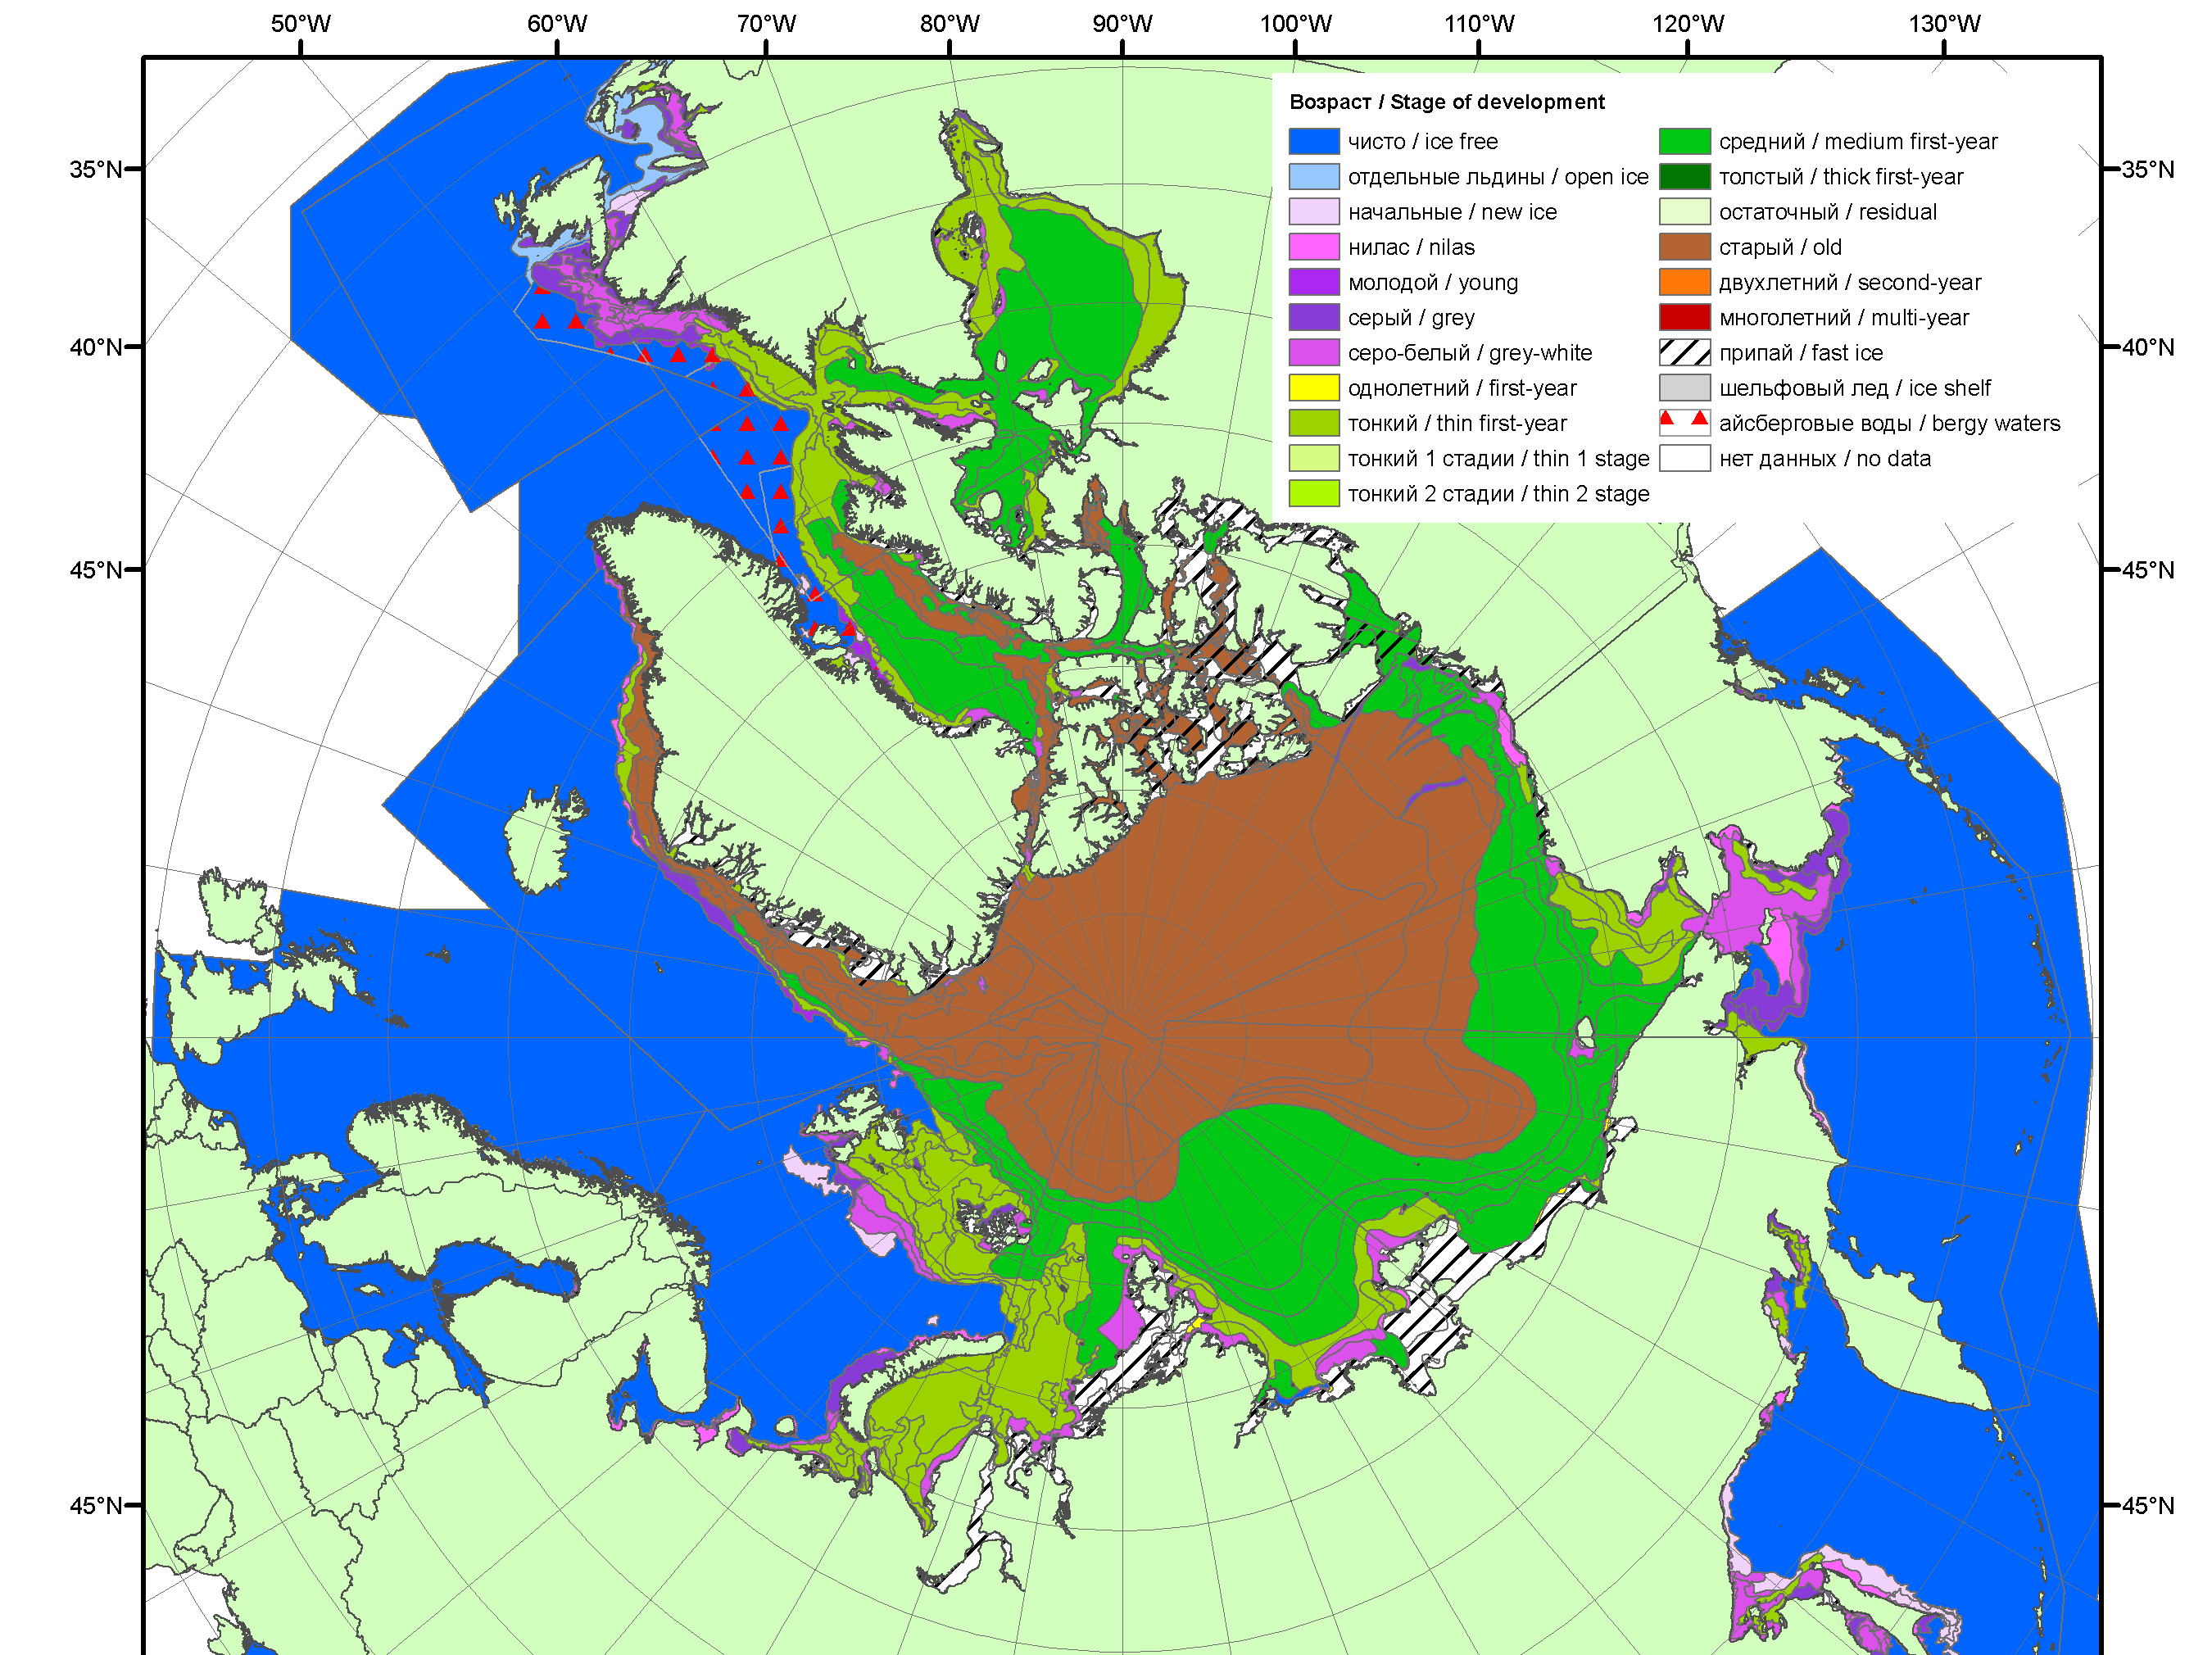 50°W 60°W 70°W 80°W 90°W 100°W 110°W 120°W 130°W
Возраст / Stage of development
чисто / ice free
отдельные льдины / open ice
начальные / new ice
нилас / nilas
молодой / young
серый / grey
серо-белый / grey-white
однолетний / first-year
тонкий / thin first-year
тонкий 1 стадии / thin 1 stage
тонкий 2 стадии / thin 2 stage
средний / medium first-year
толстый / thick first-year
остаточный / residual
старый / old
двухлетний / second-year
многолетний / multi-year
припай / fast ice
шельфовый лед / ice shelf
айсберговые воды / bergy waters
нет данных / no data
35°N 35°N
40°N 40°N
45°N 45°N
45°N 45°N